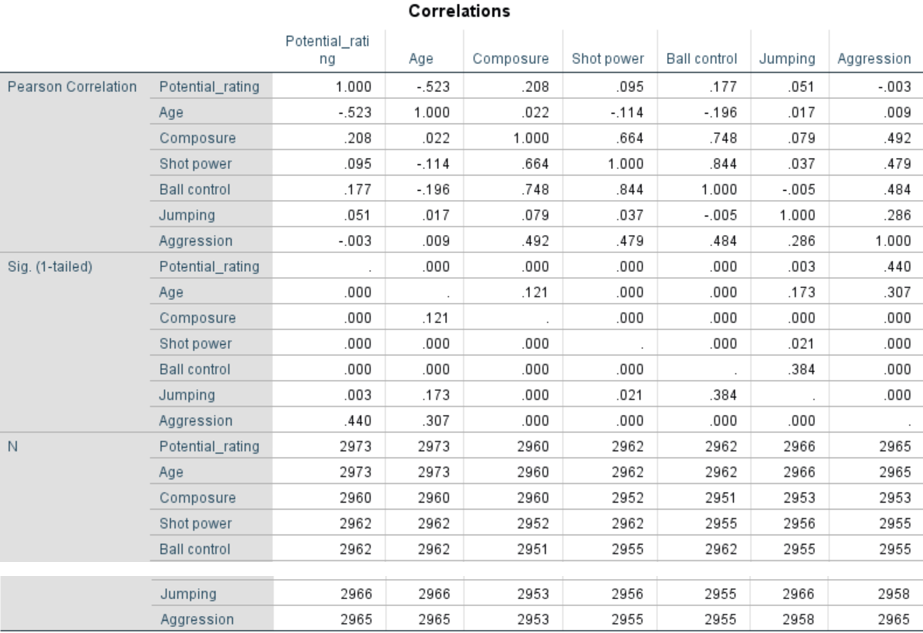 Correlations
Potential_rati
ng Age Composure Shot power Ball control Jumping Aggression
Pearson Correlation Potential_rating 1.000 -.523 .208 .095 .177 .051 -.003
Age -.523 1.000 .022 -.114 -.196 .017 .009
Composure .208 .022 1.000 .664 .748 .079 .492
Shot power .095 -.114 .664 1.000 .844 .037 .479
Ball control .177 -.196 .748 .844 1.000 -.005 .484
Jumping .051 .017 .079 .037 -.005 1.000 .286
Aggression -.003 .009 .492 .479 .484 .286 1.000
Sig. (1-tailed) Potential_rating . .000 .000 .000 .000 .003 .440
Age .000 . .121 .000 .000 .173 .307
Composure .000 .121 . .000 .000 .000 .000
Shot power .000 .000 .000 . .000 .021 .000
Ball control .000 .000 .000 .000 . .384 .000
Jumping .003 .173 .000 .021 .384 . .000
Aggression .440 .307 .000 .000 .000 .000 .
N Potential_rating 2973 2973 2960 2962 2962 2966 2965
Age 2973 2973 2960 2962 2962 2966 2965
Composure 2960 2960 2960 2952 2951 2953 2953
Shot power 2962 2962 2952 2962 2955 2956 2955
Ball control 2962 2962 2951 2955 2962 2955 2955
Jumping 2966 2966 2953 2956 2955 2966 2958
Aggression 2965 2965 2953 2955 2955 2958 2965